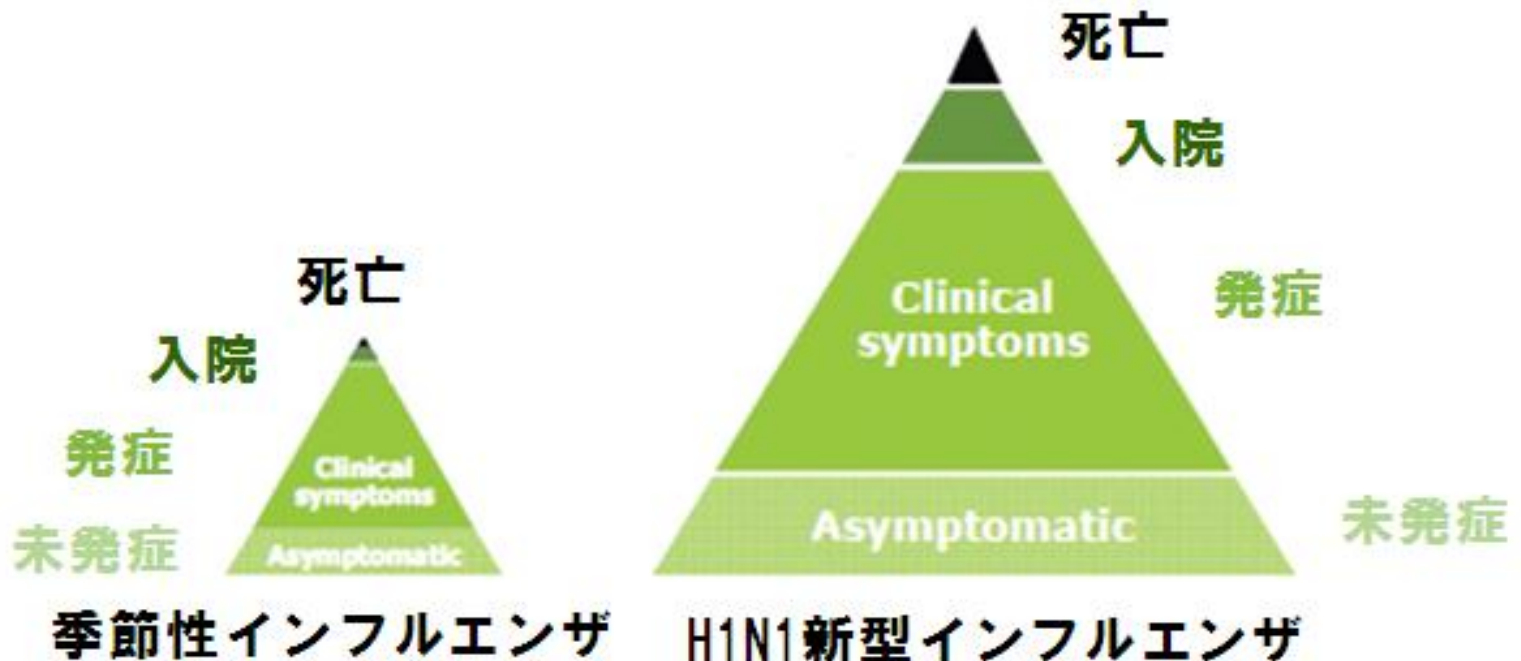 死亡
入院
発症
Clinical
symptoms
未発症
Asymptomatic
季節性インフルエンザ
死亡
入院
Clinical
symptoms
発症
Asymptomatic
未発症
H1N1新型インフルエンザ